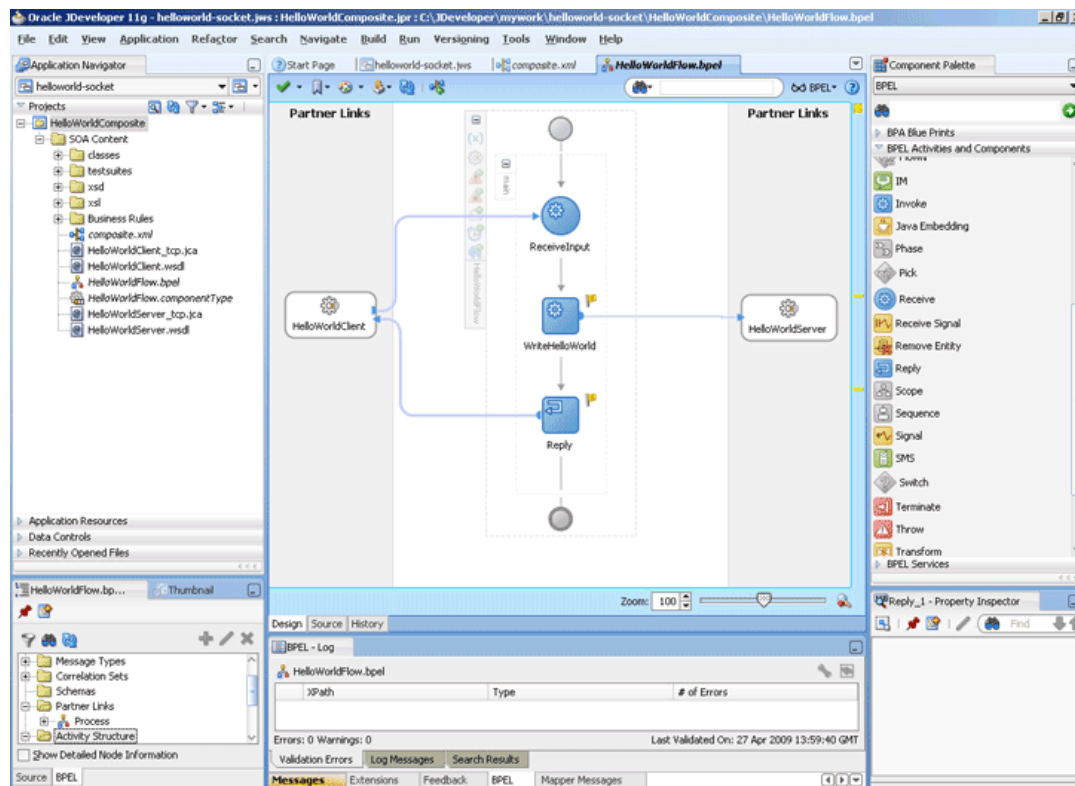 Oracle JDeveloper 11g - helloworld-socket.jws : HelloWorldComposite.jpr : C:\JDeveloper\mywork\helloworld-socket\HelloWorldComposite\HelloWorldFlow.bpel
File Edit View Application Refactor Search Navigate Build Run Versioning Tools Window Help
Application Navigator
helloworld-socket
Projects
HelloWorldComposite
SOA Content
classes
testsuites
xsd
xsl
Business Rules
composite.xml
HelloWorldClient_tcp.jca
HelloWorldClient.wsdl
HelloWorldFlow.bpel
HelloWorldFlow.componentType
HelloWorldServer_tcp.jca
HelloWorldServer.wsdl
Application Resources
Data Controls
Recently Opened Files
HelloWorldFlow.bp...
Thumbnail
Message Types
Correlation Sets
Schemas
Partner Links
Process
Activity Structure
Show Detailed Node Information
Source BPEL
Start Page
helloworld-socket.jws
composite.xml
HelloWorldFlow.bpel
BPEL
Partner Links
Partner Links
main
HelloWorldFlow
ReceiveInput
HelloWorldClient
WriteHelloWorld
HelloWorldServer
Reply
Zoom: 100
Design Source History
BPEL - Log
HelloWorldFlow.bpel
XPath Type # of Errors
Errors: 0 Warnings: 0
Last Validated On: 27 Apr 2009 13:59:40 GMT
Validation Errors Log Messages Search Results
Messages Extensions Feedback BPEL Mapper Messages
Component Palette
BPEL
BPA Blue Prints
BPEL Activities and Components
IM
Invoke
Java Embedding
Phase
Pick
Receive
Receive Signal
Remove Entity
Reply
Scope
Sequence
Signal
SMS
Switch
Terminate
Throw
Transform
BPEL Services
Reply_1 - Property Inspector
Find